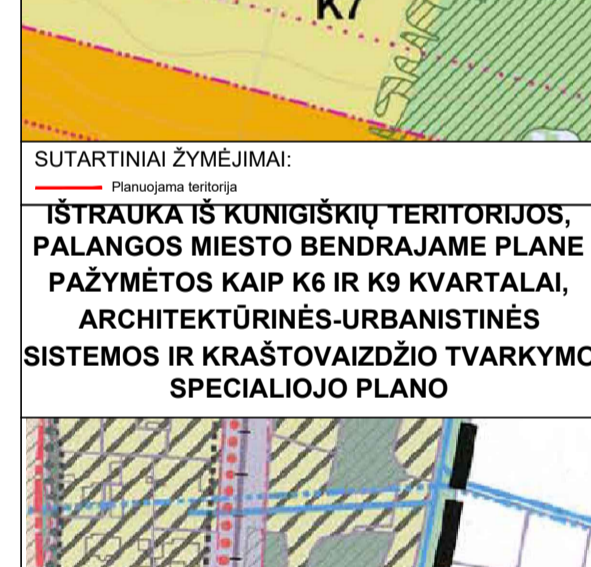 K7
SUTARTINIAI ŽYMĖJIMAI:
Planuojama teritorija
IŠTRAUKA IŠ KUNIGIŠKIŲ TERITORIJOS,
PALANGOS MIESTO BENDRAJAME PLANE
PAŽYMĖTOS KAIP K6 IR K9 KVARTALAI,
ARCHITEKTŪRINĖS-URBANISTINĖS
SISTEMOS IR KRAŠTOVAIZDŽIO TVARKYMO
SPECIALIOJO PLANO